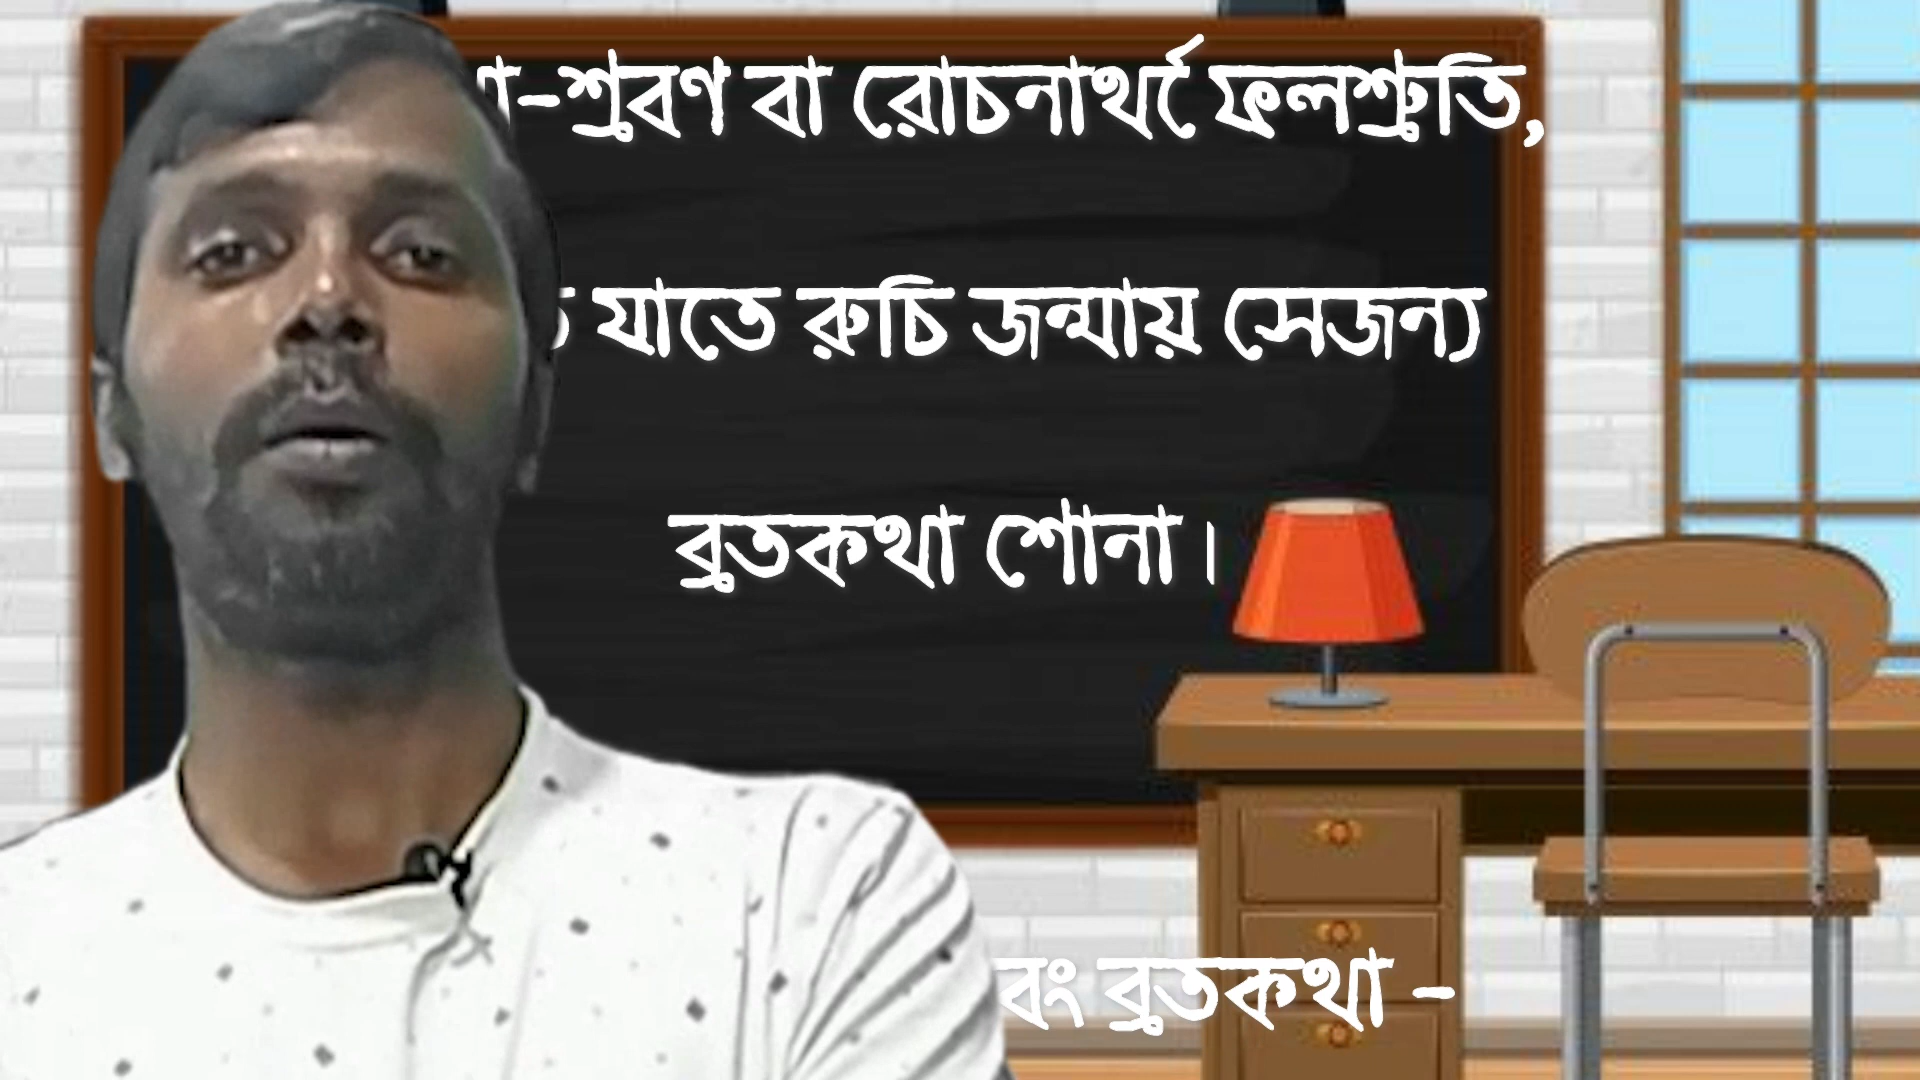 -শ্রবণ বা রোচনার্থে ফলশ্রুতি,
যাতে রুচি জন্মায় সেজন্য
ব্রতকথা শোনা।
ব্রতকথা -